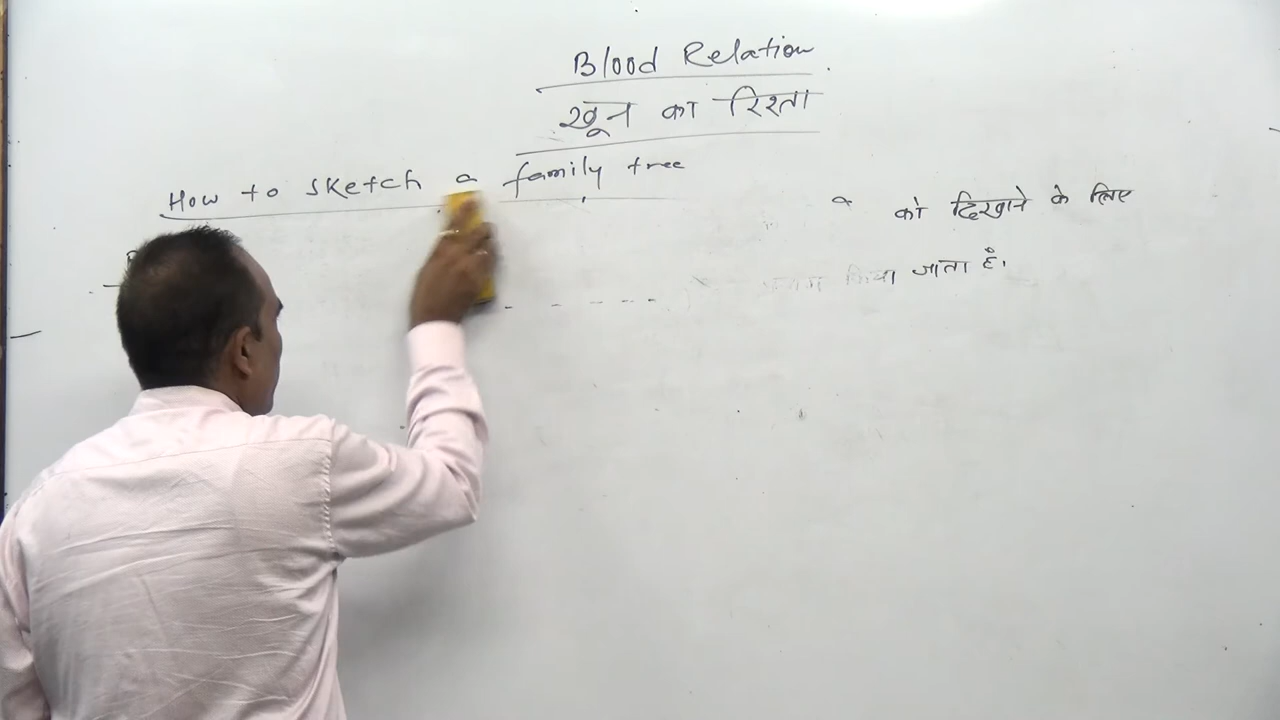 Blood Relation
खून का रिश्ता
How to sketch a family tree
को दिखाने के लिए
किया जाता है।